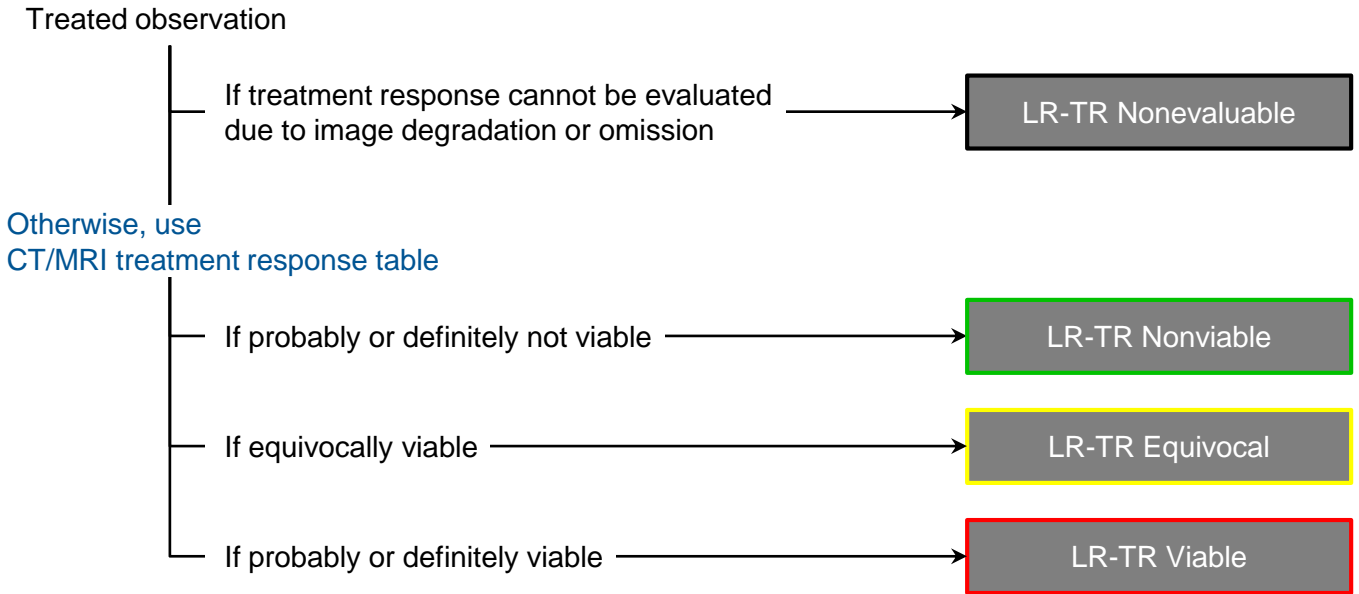 Treated observation
If treatment response cannot be evaluated
due to image degradation or omission
LR-TR Nonevaluable
Otherwise, use
CT/MRI treatment response table
If probably or definitely not viable
LR-TR Nonviable
If equivocally viable
LR-TR Equivocal
If probably or definitely viable
LR-TR Viable